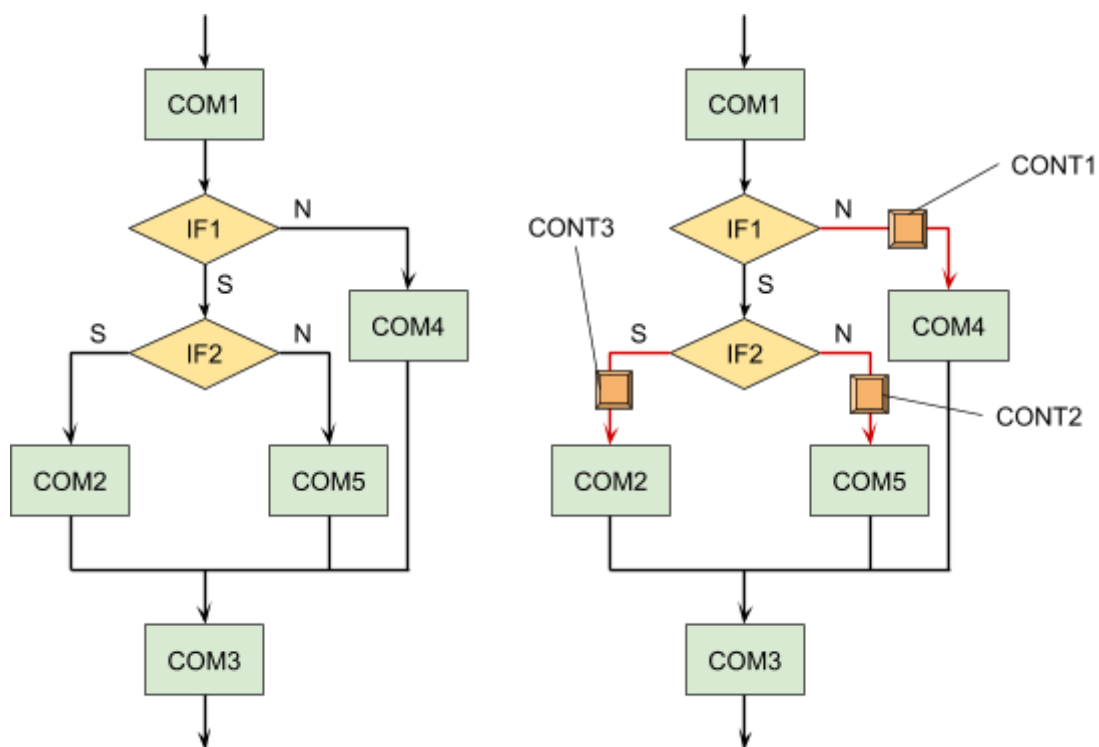 COM1
IF1
N
S
IF2
S
N
COM4
COM2
COM5
COM3
COM1
CONT1
IF1
N
CONT3
S
IF2
S
N
COM4
CONT2
COM2
COM5
COM3